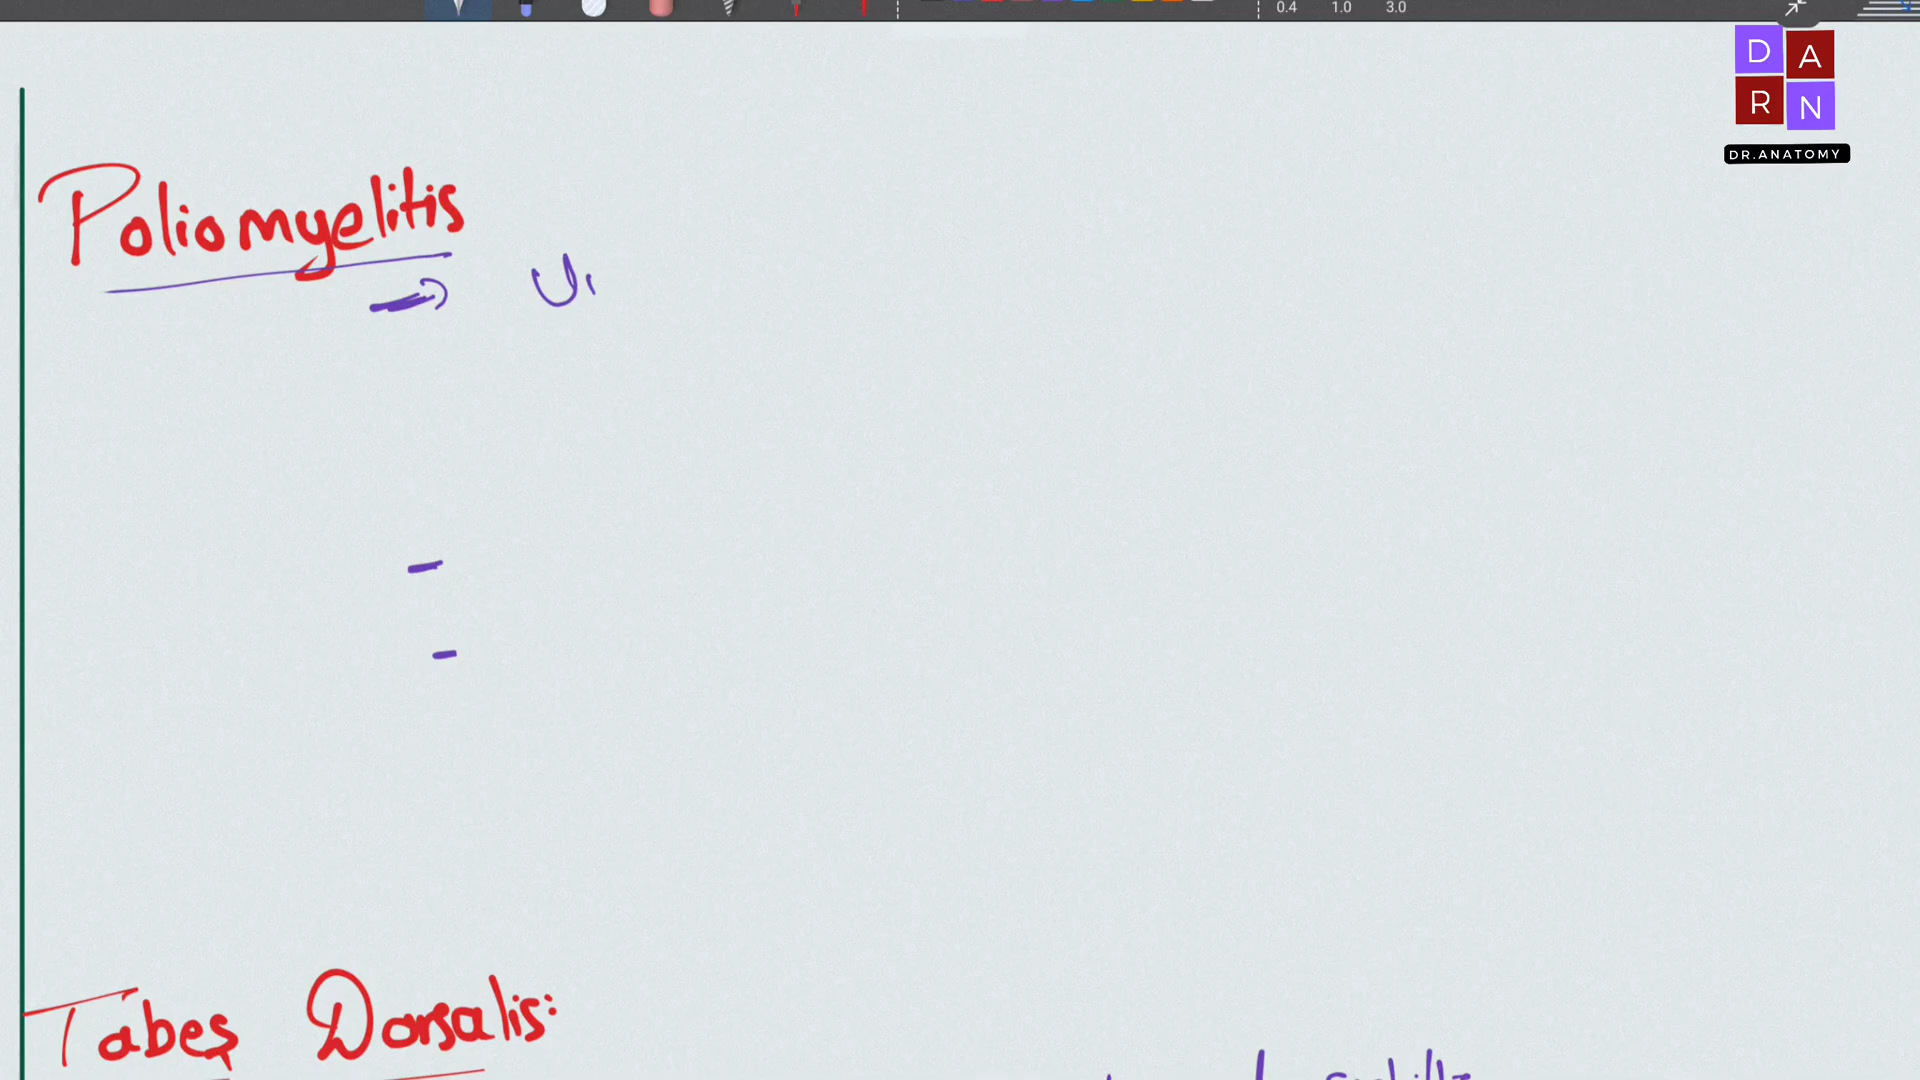 0.4 1.0 3.0
D A
R N
DR.ANATOMY
Poliomyelitis
Tabes Dorsalis: